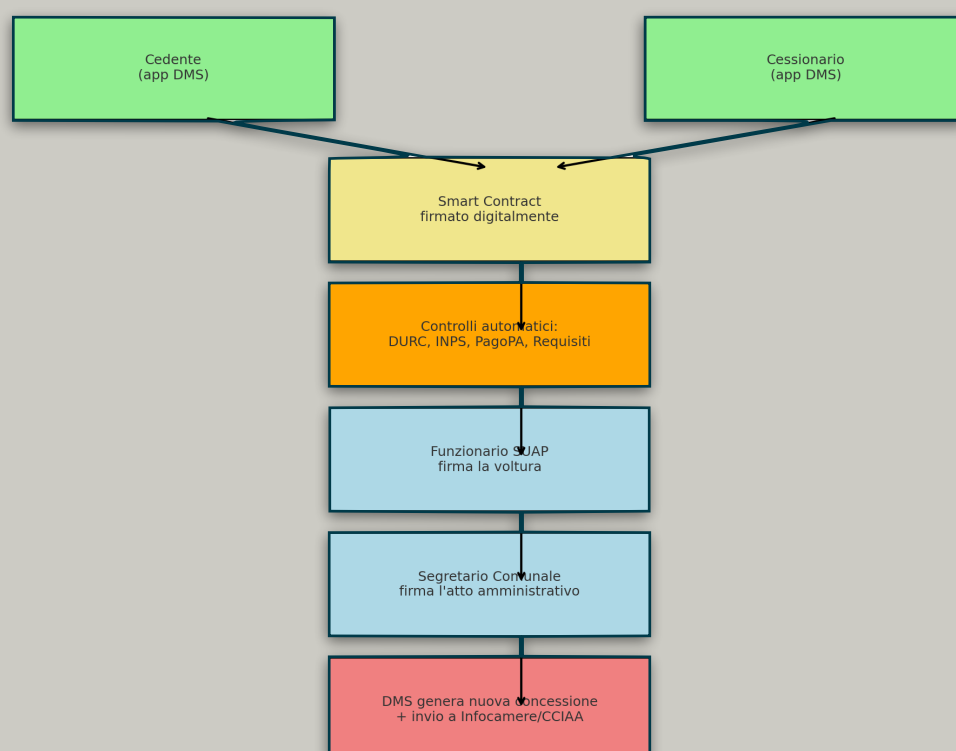 Cedente
(app DMS)
Cessionario
(app DMS)
Smart Contract
firmato digitalmente
Controlli automatici:
DURC, INPS, PagoPA, Requisiti
Funzionario SUAP
firma la voltura
Segretario Comunale
firma l'atto amministrativo
DMS genera nuova concessione
+ invio a Infocamere/CCIAA